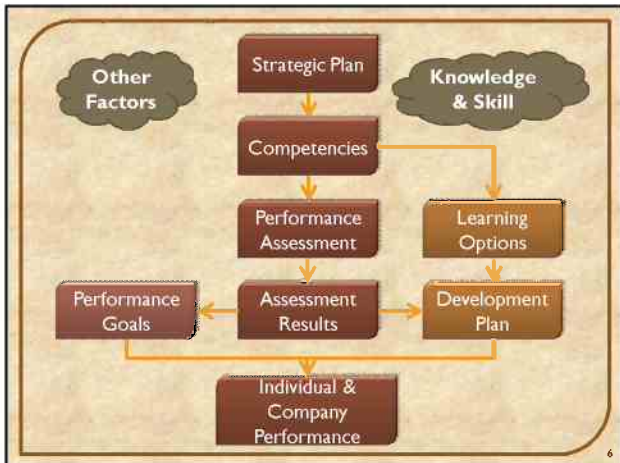 Other
Factors
Strategic Plan
Knowledge
& Skill
Competencies
Performance
Assessment
Learning
Options
Performance
Goals
Assessment
Results
Development
Plan
Individual &
Company
Performance
6